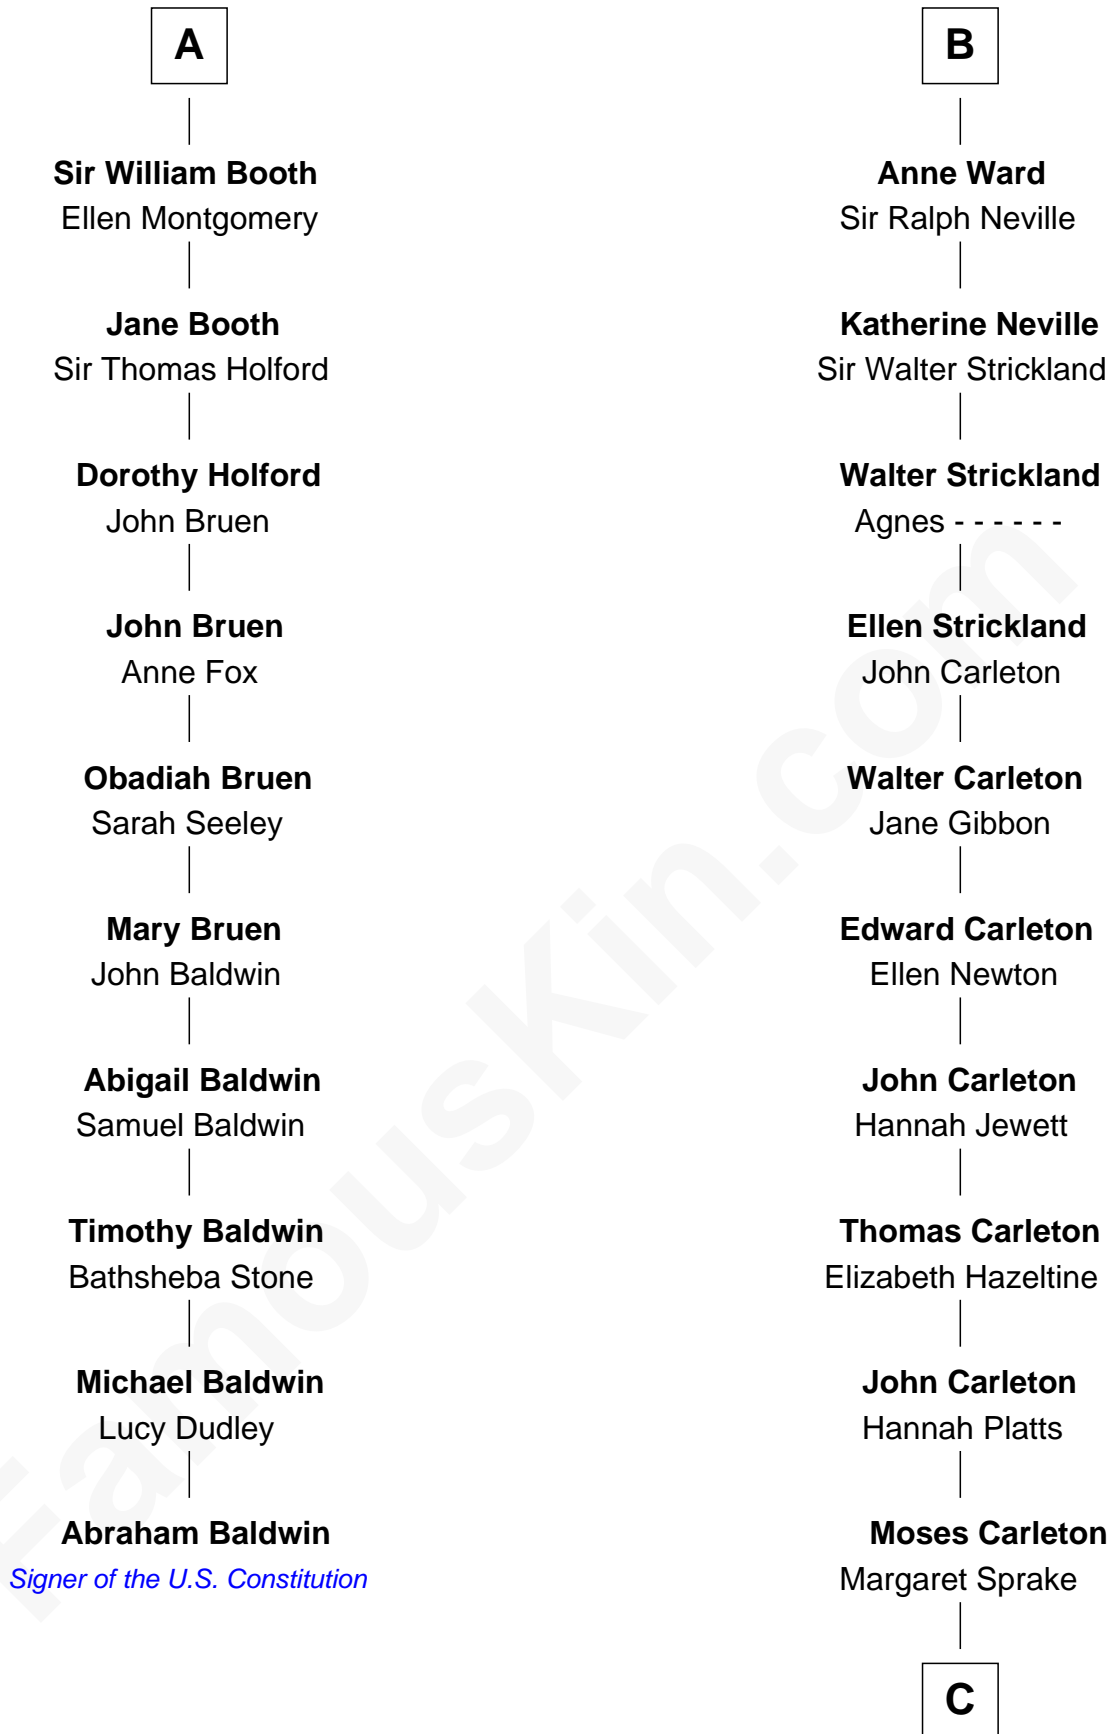 A
Sir William Booth
Ellen Montgomery
Jane Booth
Sir Thomas Holford
Dorothy Holford
John Bruen
John Bruen
Anne Fox
Obadiah Bruen
Sarah Seeley
Mary Bruen
John Baldwin
Abigail Baldwin
Samuel Baldwin
Timothy Baldwin
Bathsheba Stone
Michael Baldwin
Lucy Dudley
Abraham Baldwin
Signer of the U.S. Constitution
B
Anne Ward
Sir Ralph Neville
Katherine Neville
Sir Walter Strickland
Walter Strickland
Agnes - - - - - -
Ellen Strickland
John Carleton
Walter Carleton
Jane Gibbon
Edward Carleton
Ellen Newton
John Carleton
Hannah Jewett
Thomas Carleton
Elizabeth Hazeltine
John Carleton
Hannah Platts
Moses Carleton
Margaret Sprake
C
FamousKin.com